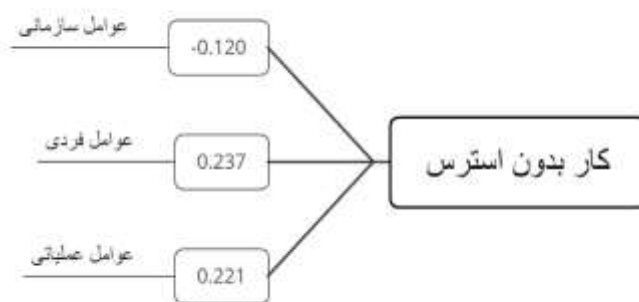 عوامل سازمانی
-0.120
کار بدون استرس
عوامل فردی
0.237
عوامل عملیاتی
0.221